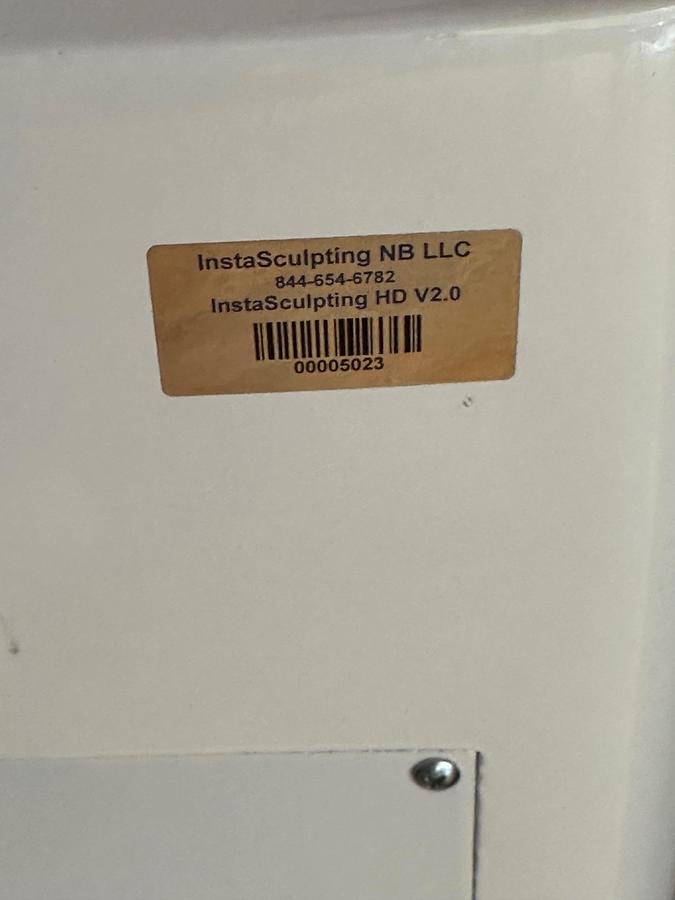 InstaSculpting NB LLC
844-654-6782
InstaSculpting HD V2.0
00005023